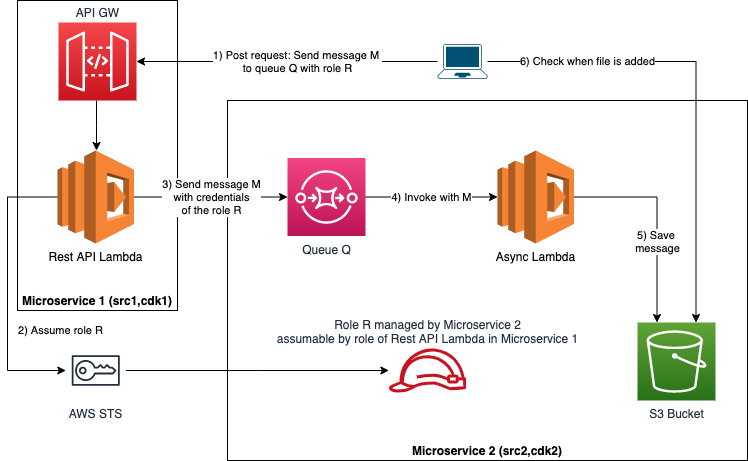 API GW
1) Post request: Send message M
to queue Q with role R
6) Check when file is added
3) Send message M
with credentials
of the role R
4) Invoke with M
5) Save
message
Rest API Lambda
Queue Q
Async Lambda
Microservice 1 (src1,cdk1)
2) Assume role R
Role R managed by Microservice 2
assumable by role of Rest API Lambda in Microservice 1
AWS STS
S3 Bucket
Microservice 2 (src2,cdk2)